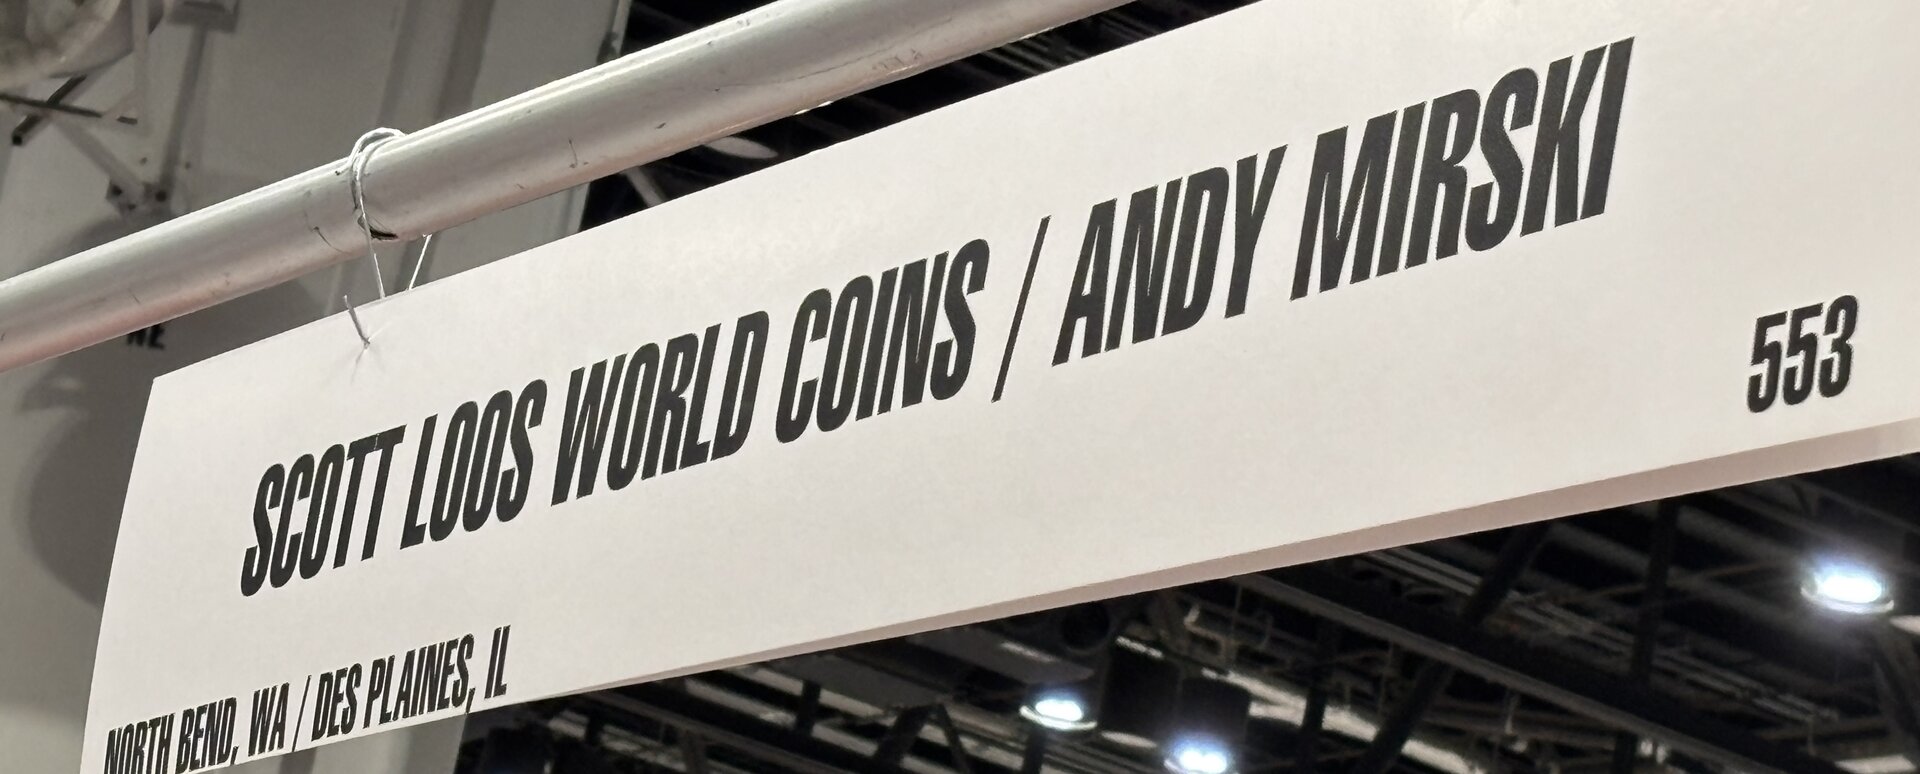 SCOTT LOOS WORLD COINS / ANDY MIRSKI
553
NORTH BEND, WA / DES PLAINES, IL